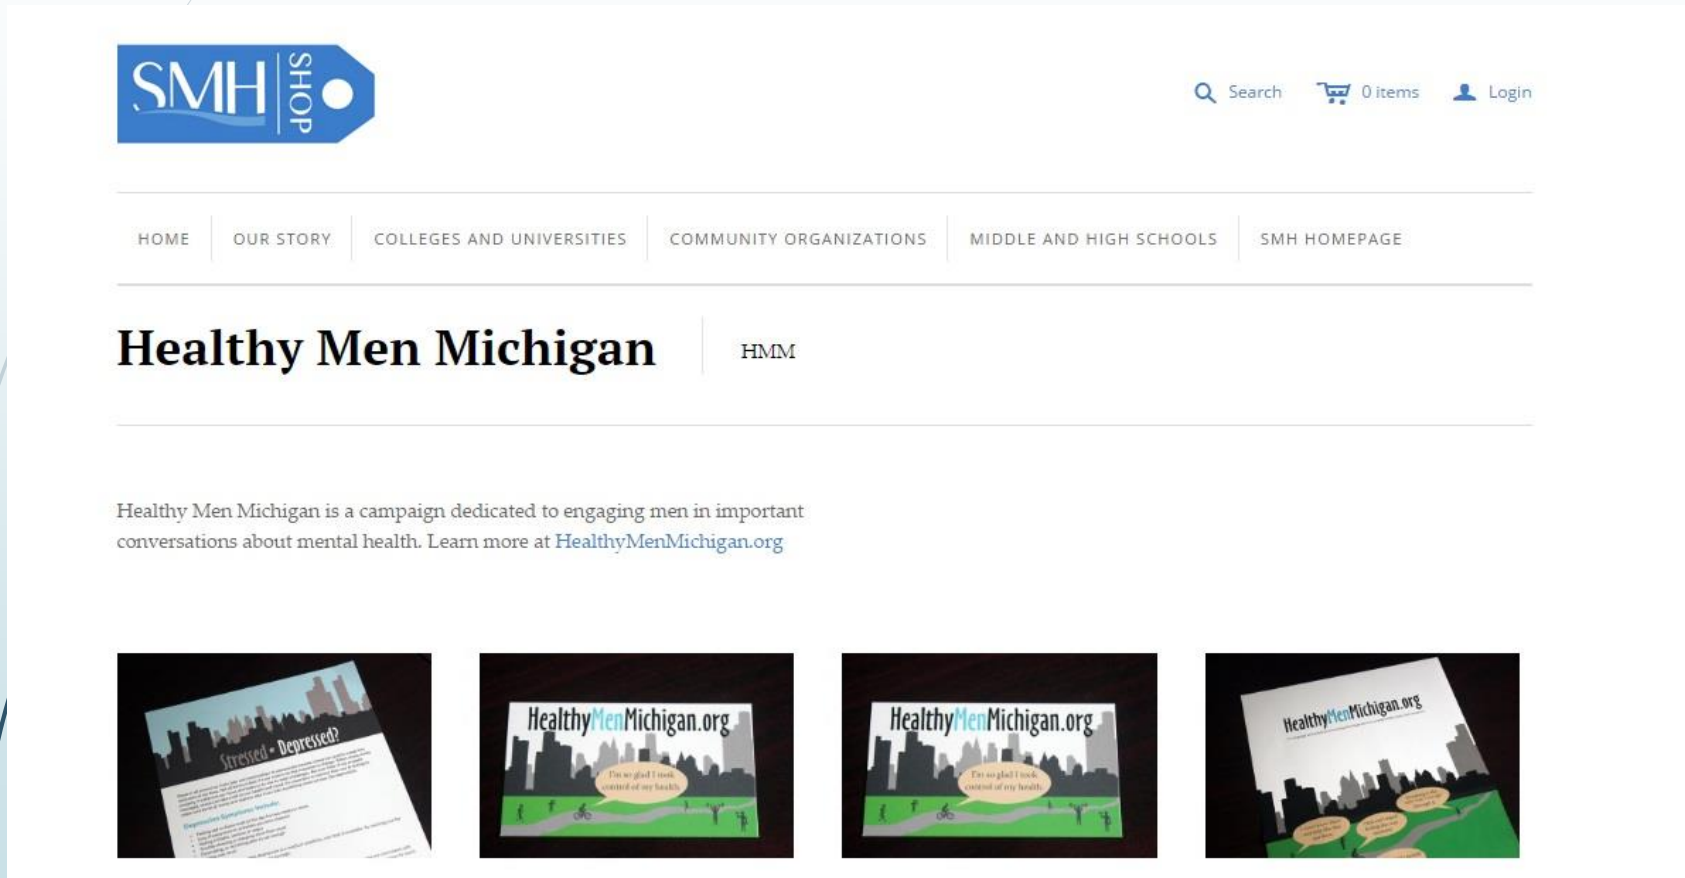 SMH SHOP
Search 0 items Login
HOME OUR STORY COLLEGES AND UNIVERSITIES COMMUNITY ORGANIZATIONS MIDDLE AND HIGH SCHOOLS SMH HOMEPAGE
Healthy Men Michigan HMM
Healthy Men Michigan is a campaign dedicated to engaging men in important
conversations about mental health. Learn more at HealthyMenMichigan.org
Stressed - Depressed?
Depression Symptoms Include:
HealthyMenMichigan.org
I'm so glad I took
control of my health.
HealthyMenMichigan.org
I'm so glad I took
control of my health.
HealthyMenMichigan.org